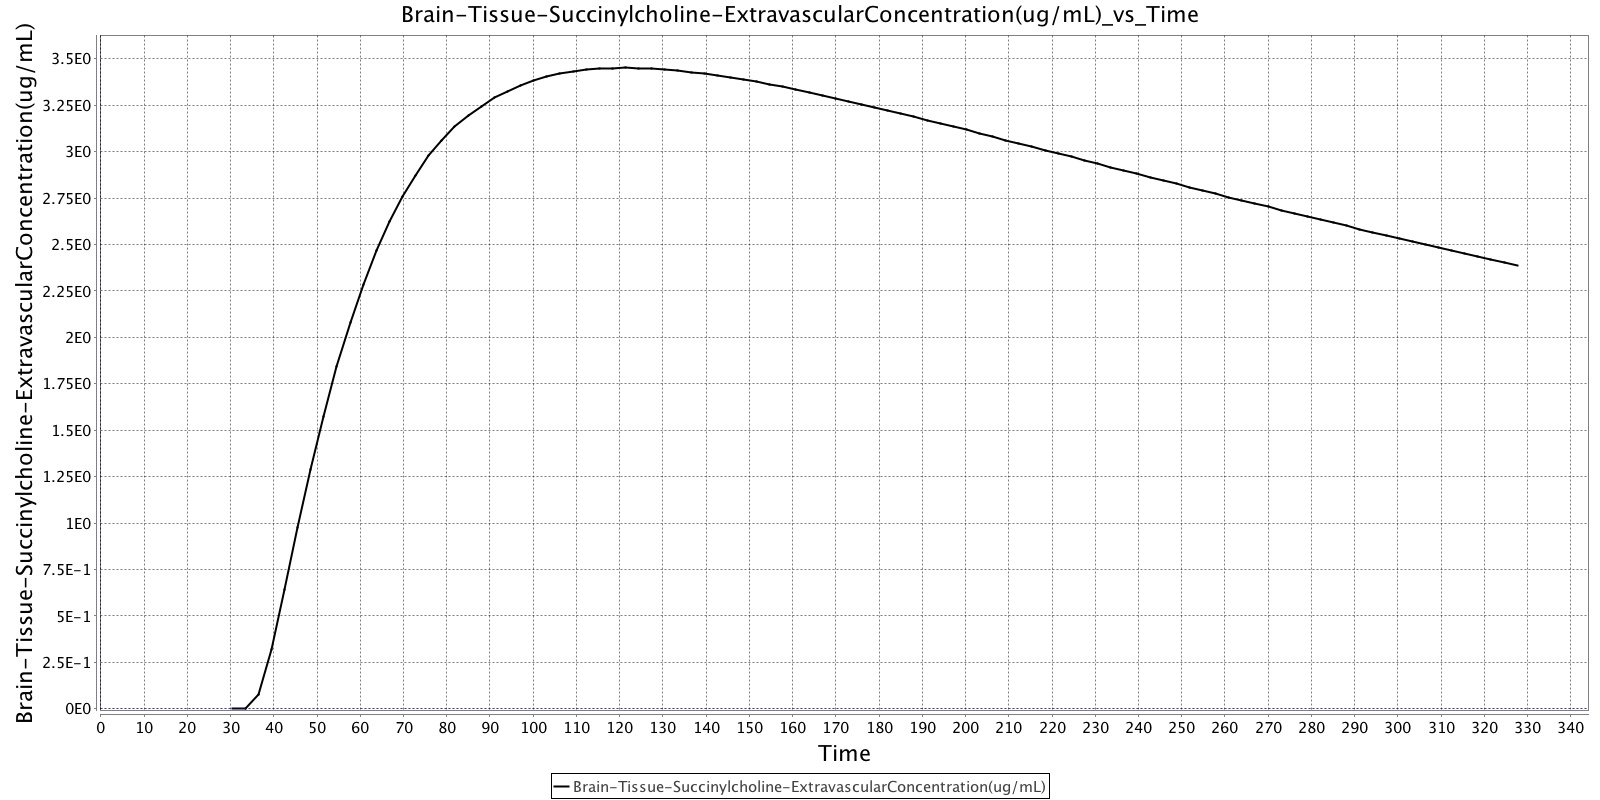 Brain-Tissue-Succinylcholine-ExtravascularConcentration(ug/mL)_vs_Time
Brain-Tissue-Succinylcholine-ExtravascularConcentration(ug/mL)
3.5E0
3.25E0
3E0
2.75E0
2.5E0
2.25E0
2E0
1.75E0
1.5E0
1.25E0
1E0
7.5E-1
5E-1
2.5E-1
0E0
0 10 20 30 40 50 60 70 80 90 100 110 120 130 140 150 160 170 180 190 200 210 220 230 240 250 260 270 280 290 300 310 320 330 340
Time
Brain-Tissue-Succinylcholine-ExtravascularConcentration(ug/mL)